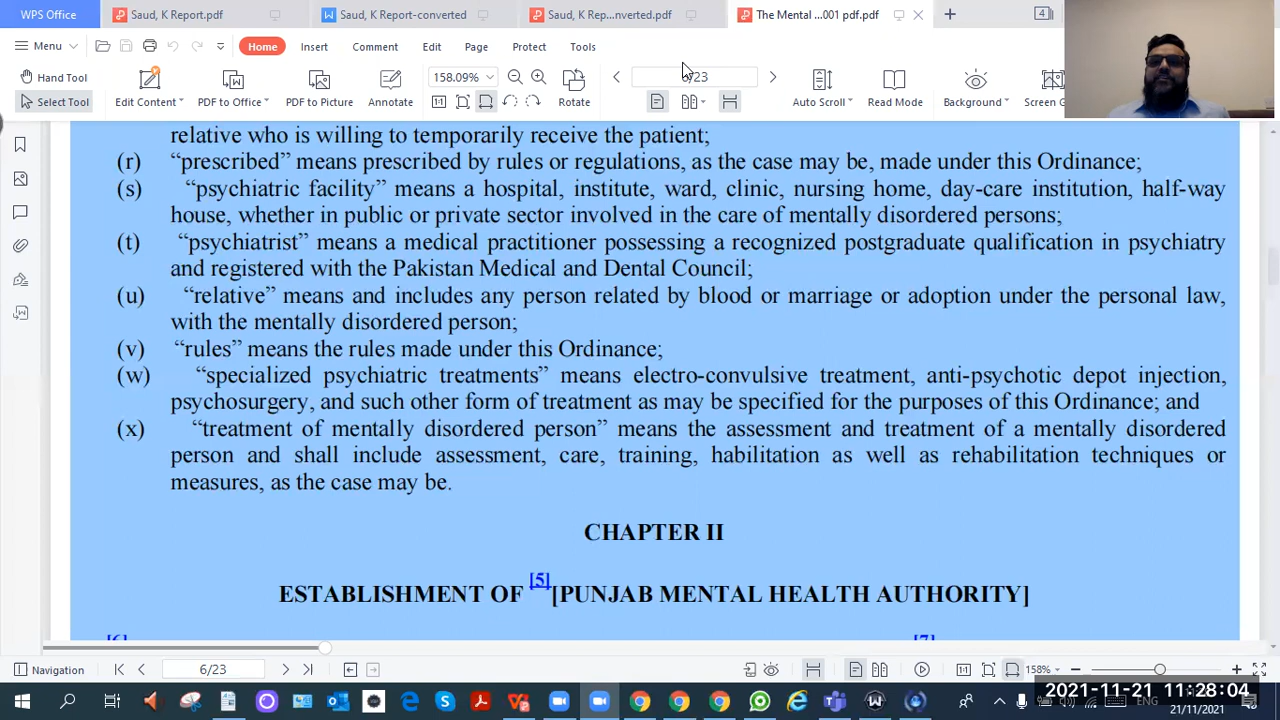 WPS Office
Saud, K Report.pdf
Saud, K Report-converted
Saud, K Rep...nverted.pdf
The Mental ...001 pdf.pdf
4
Menu
Home
Insert
Comment
Edit
Page
Protect
Tools
Hand Tool
Select Tool
Edit Content
PDF to Office
PDF to Picture
Annotate
158.09%
Rotate
6/23
Auto Scroll
Read Mode
Background
Screen G
relative who is willing to temporarily receive the patient;
(r) “prescribed” means prescribed by rules or regulations, as the case may be, made under this Ordinance;
(s) “psychiatric facility” means a hospital, institute, ward, clinic, nursing home, day-care institution, half-way
house, whether in public or private sector involved in the care of mentally disordered persons;
(t) “psychiatrist” means a medical practitioner possessing a recognized postgraduate qualification in psychiatry
and registered with the Pakistan Medical and Dental Council;
(u) “relative” means and includes any person related by blood or marriage or adoption under the personal law,
with the mentally disordered person;
(v) “rules” means the rules made under this Ordinance;
(w) “specialized psychiatric treatments” means electro-convulsive treatment, anti-psychotic depot injection,
psychosurgery, and such other form of treatment as may be specified for the purposes of this Ordinance; and
(x) “treatment of mentally disordered person” means the assessment and treatment of a mentally disordered
person and shall include assessment, care, training, habilitation as well as rehabilitation techniques or
measures, as the case may be.
CHAPTER II
ESTABLISHMENT OF [5][PUNJAB MENTAL HEALTH AUTHORITY]
[6] [7]
Navigation
6/23
158%
ENG
2021-11-21 11:28:04
21/11/2021